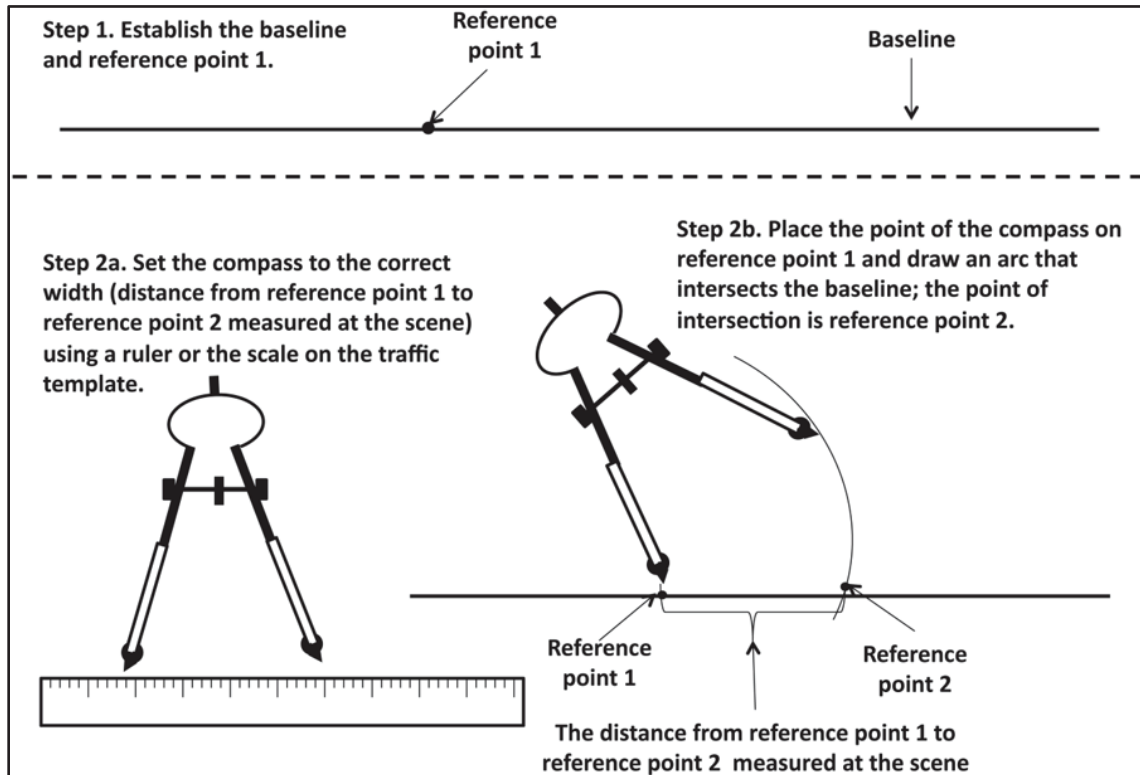 Step 1. Establish the baseline
and reference point 1.
Reference
point 1
Baseline
Step 2a. Set the compass to the correct
width (distance from reference point 1 to
reference point 2 measured at the scene)
using a ruler or the scale on the traffic
template.
Step 2b. Place the point of the compass on
reference point 1 and draw an arc that
intersects the baseline; the point of
intersection is reference point 2.
Reference
point 1
Reference
point 2
The distance from reference point 1 to
reference point 2 measured at the scene